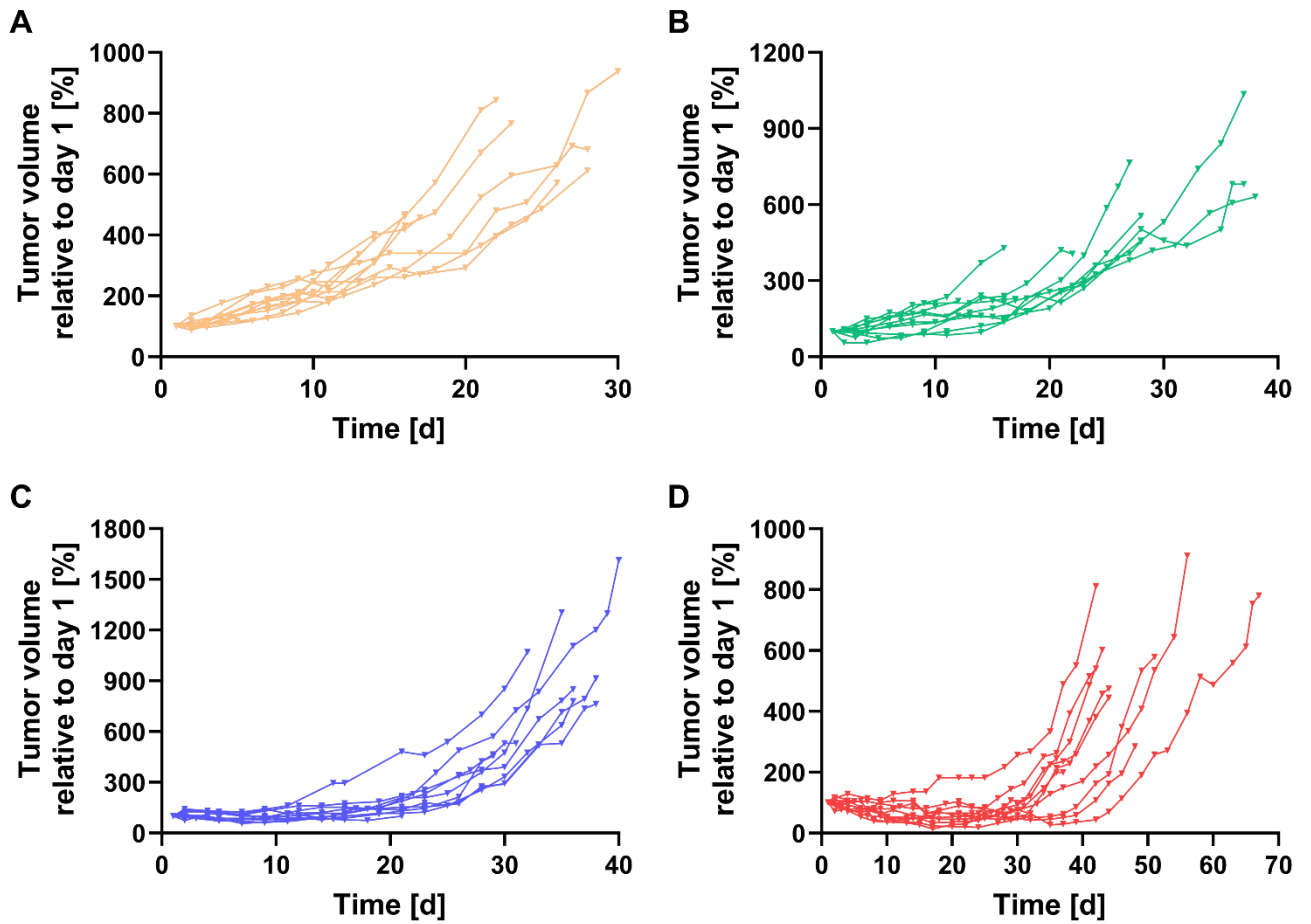 A
Tumor volume
relative to day 1 [%]
1000
800
600
400
200
0
0 10 20 30
Time [d]
B
Tumor volume
relative to day 1 [%]
1200
900
600
300
0
0 10 20 30 40
Time [d]
C
Tumor volume
relative to day 1 [%]
1800
1500
1200
900
600
300
0
0 10 20 30 40
Time [d]
D
Tumor volume
relative to day 1 [%]
1000
800
600
400
200
0
0 10 20 30 40 50 60 70
Time [d]